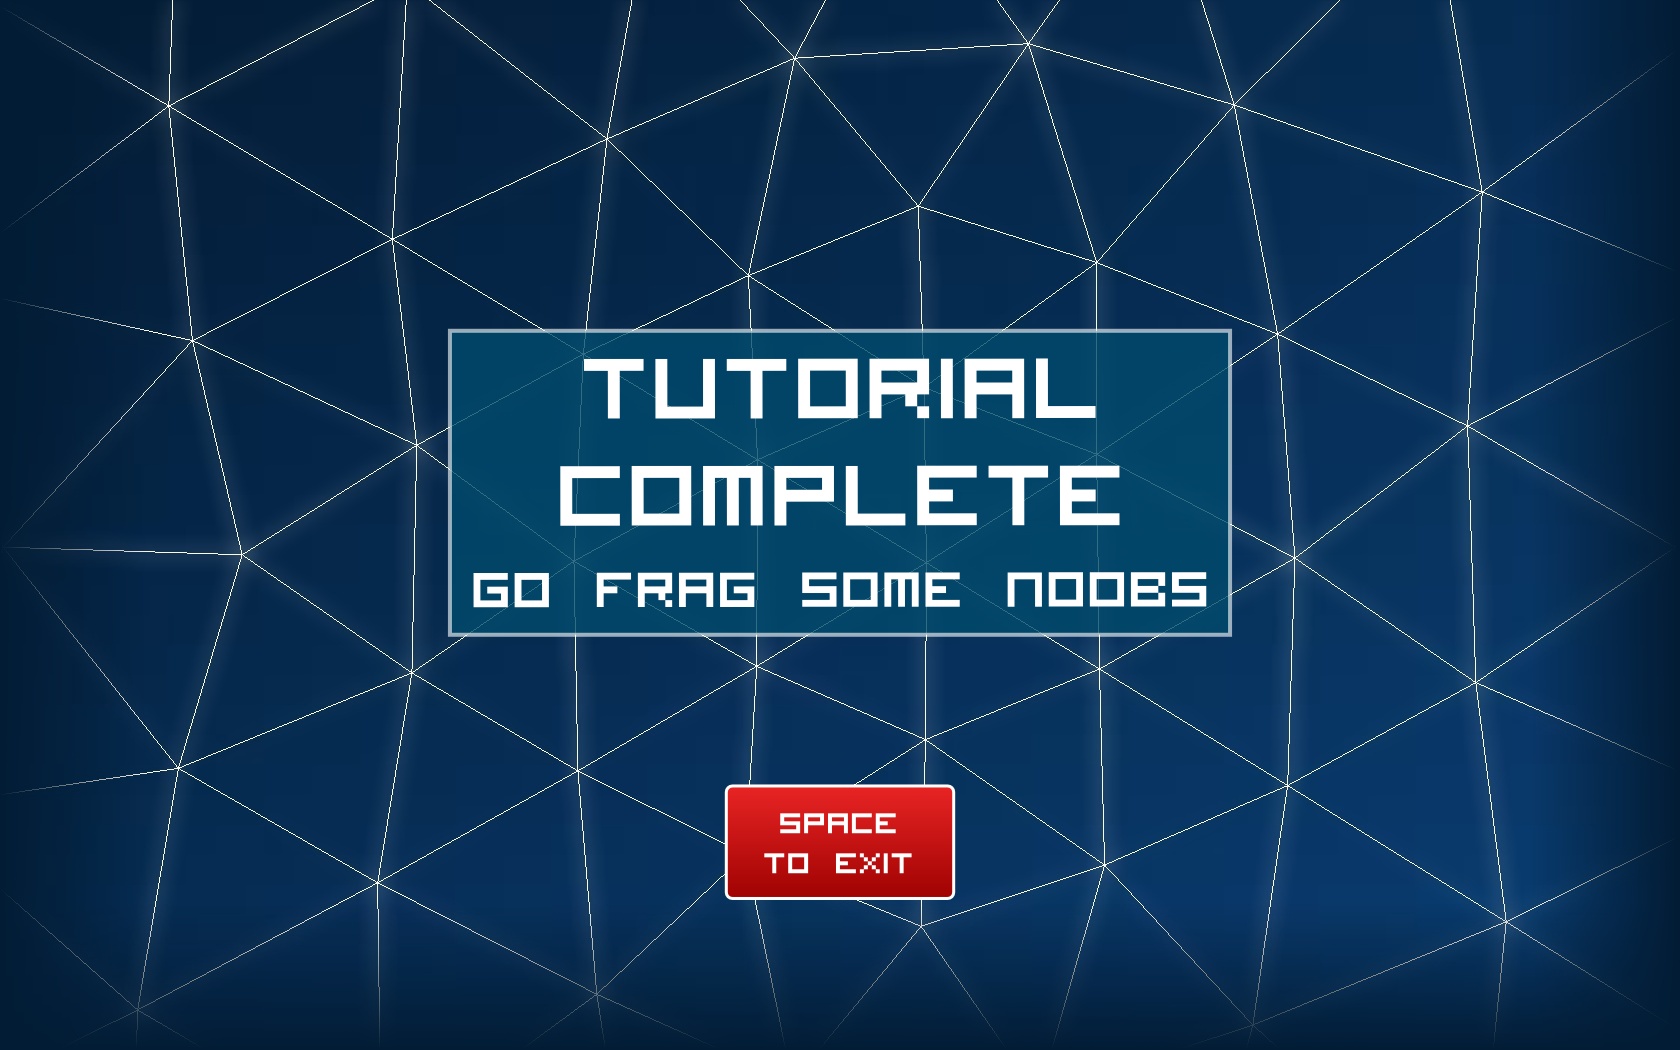 TUTORIAL
COMPLETE
GO FRAG SOME NOOBS
SPACE
TO EXIT